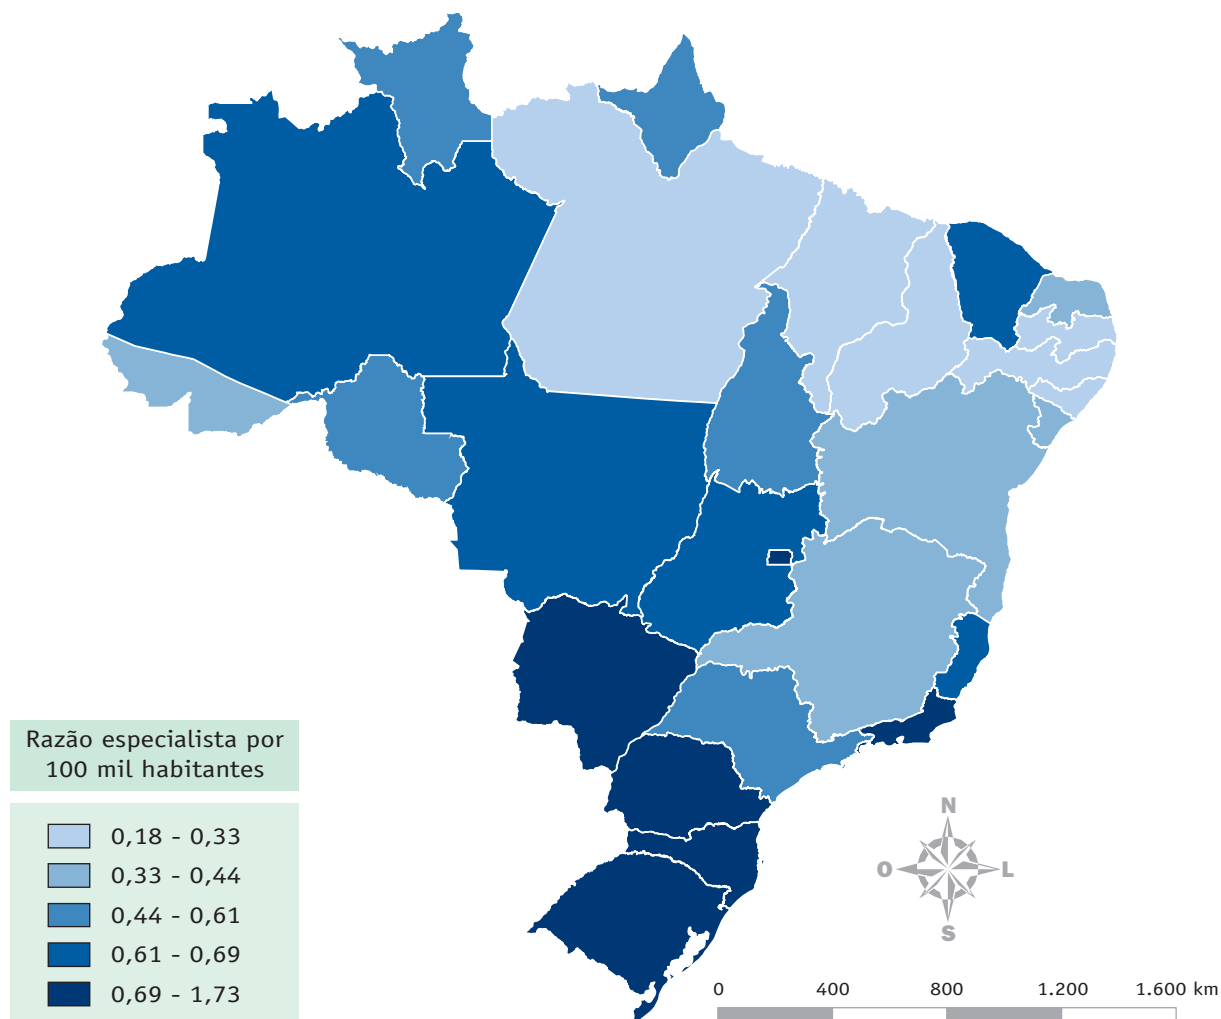 Razão especialista por
100 mil habitantes
0,18 - 0,33
0,33 - 0,44
0,44 - 0,61
0,61 - 0,69
0,69 - 1,73
N
O
L
S
0 400 800 1.200 1.600 km